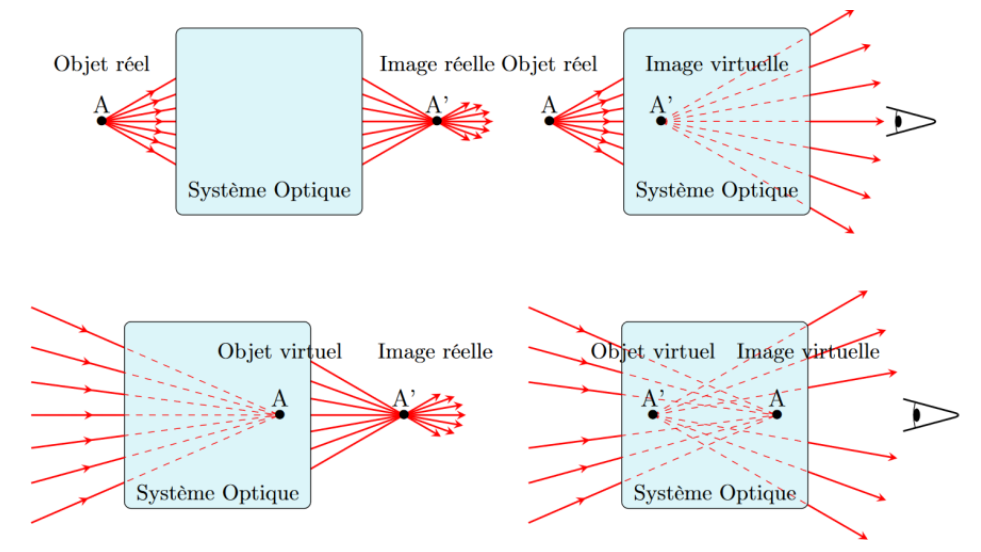 Objet réel
Image réelle
A
A'
Système Optique
Objet réel
Image virtuelle
A
A'
Système Optique
Objet virtuel
Image réelle
A
A'
Système Optique
Objet virtuel
Image virtuelle
A'
A
Système Optique